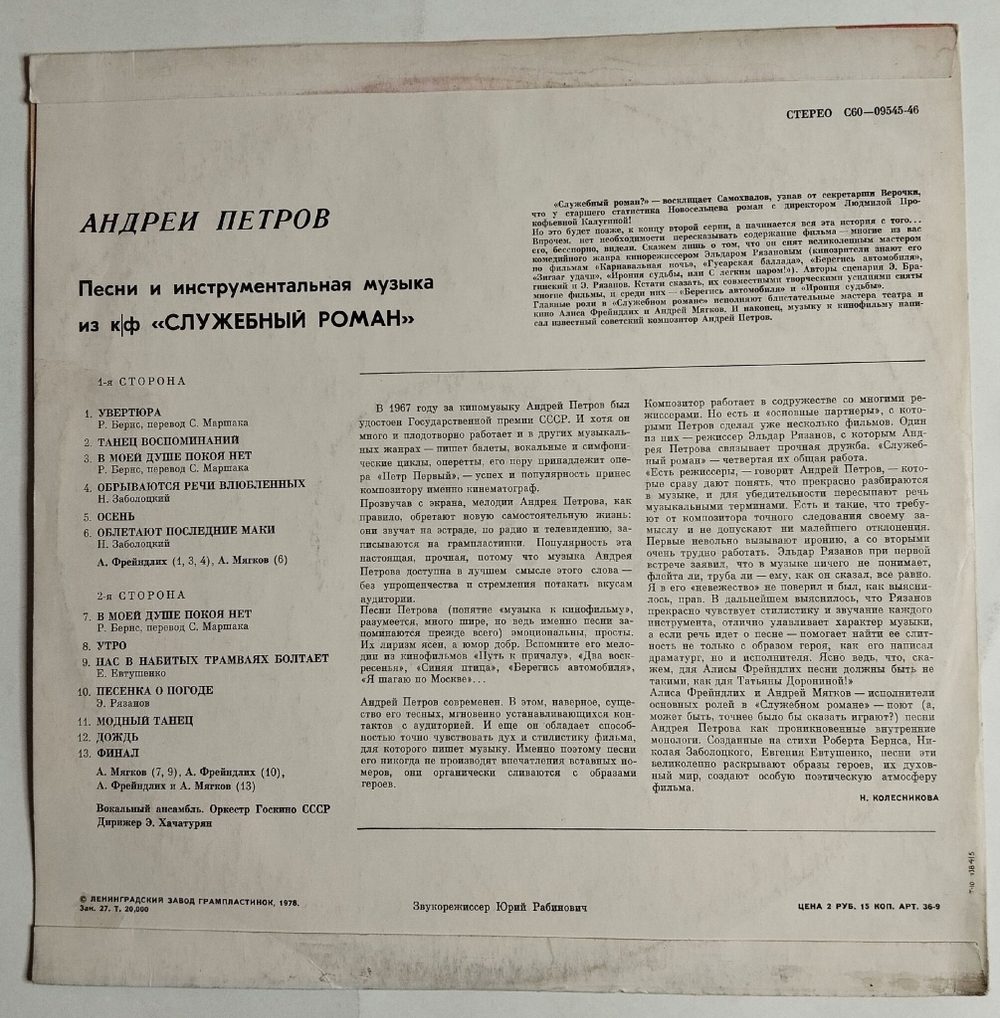 СТЕРЕО С60—09545-46
АНДРЕЙ ПЕТРОВ
Песни и инструментальная музыка
из к/ф «СЛУЖЕБНЫЙ РОМАН»
«Служебный роман?» — восклицает Самохвалов, узнав от секретарши Верочки,
что у старшего статистика Новосельцева роман с директором Людмилой Про-
кофьевной Калугиной!
Но это будет позже, к концу второй серии, а начинается вся эта история с того...
Впрочем, нет необходимости пересказывать содержание фильма — многие из вас
его, бесспорно, видели. Скажем лишь о том, что он снят великолепным мастером
комедийного жанра кинорежиссером Эльдаром Рязановым (кинозрители знают его
по фильмам «Карнавальная ночь», «Гусарская баллада», «Берегись автомобиля»,
«Зигзаг удачи», «Ирония судьбы, или С легким паром!»). Авторы сценария Э. Бра-
гинский и Э. Рязанов. Кстати сказать, их совместными творческими усилиями сняты
многие фильмы, и среди них — «Берегись автомобиля» и «Ирония судьбы».
Главные роли в «Служебном романе» исполняют блистательные мастера театра и
кино Алиса Фрейндлих и Андрей Мягков. И наконец, музыку к кинофильму напи-
сал известный советский композитор Андрей Петров.
1-я СТОРОНА
1. УВЕРТЮРА
Р. Бернс, перевод С. Маршака
2. ТАНЕЦ ВОСПОМИНАНИЙ
3. В МОЕЙ ДУШЕ ПОКОЯ НЕТ
Р. Бернс, перевод С. Маршака
4. ОБРЫВАЮТСЯ РЕЧИ ВЛЮБЛЕННЫХ
Н. Заболоцкий
5. ОСЕНЬ
6. ОБЛЕТАЮТ ПОСЛЕДНИЕ МАКИ
Н. Заболоцкий
А. Фрейндлих (1, 3, 4), А. Мягков (6)
2-я СТОРОНА
7. В МОЕЙ ДУШЕ ПОКОЯ НЕТ
Р. Бернс, перевод С. Маршака
8. УТРО
9. НАС В НАБИТЫХ ТРАМВАЯХ БОЛТАЕТ
Е. Евтушенко
10. ПЕСЕНКА О ПОГОДЕ
Э. Рязанов
11. МОДНЫЙ ТАНЕЦ
12. ДОЖДЬ
13. ФИНАЛ
А. Мягков (7, 9), А. Фрейндлих (10),
А. Фрейндлих и А. Мягков (13)
Вокальный ансамбль. Оркестр Госкино СССР
Дирижер Э. Хачатурян
В 1967 году за киномузыку Андрей Петров был
удостоен Государственной премии СССР. И хотя он
много и плодотворно работает и в других музыкаль-
ных жанрах — пишет балеты, вокальные и симфони-
ческие циклы, оперетты, его перу принадлежит опе-
ра «Петр Первый», — успех и популярность принес
композитору именно кинематограф.
Прозвучав с экрана, мелодии Андрея Петрова, как
правило, обретают новую самостоятельную жизнь:
они звучат на эстраде, по радио и телевидению, за-
писываются на грампластинки. Популярность эта
настоящая, прочная, потому что музыка Андрея
Петрова доступна в лучшем смысле этого слова —
без упрощенчества и стремления потакать вкусам
аудитории.
Песни Петрова (понятие «музыка к кинофильму»,
разумеется, много шире, но ведь именно песни за-
поминаются прежде всего) эмоциональны, просты.
Их лиризм ясен, а юмор добр. Вспомните его мело-
дии из кинофильмов «Путь к причалу», «Два воск-
ресенья», «Синяя птица», «Берегись автомобиля»,
«Я шагаю по Москве»...
Андрей Петров современен. В этом, наверное, суще-
ство его тесных, мгновенно устанавливающихся кон-
тактов с аудиторией. И еще он обладает способ-
ностью точно чувствовать дух и стилистику фильма,
для которого пишет музыку. Именно поэтому песни
его никогда не производят впечатления вставных но-
меров, они органически сливаются с образами
героев.
Композитор работает в содружестве со многими ре-
жиссерами. Но есть и «основные партнеры», с кото-
рыми Петров сделал уже несколько фильмов. Один
из них — режиссер Эльдар Рязанов, с которым Анд-
рея Петрова связывает прочная дружба. «Служеб-
ный роман» — четвертая их общая работа.
«Есть режиссеры, — говорит Андрей Петров, — кото-
рые сразу дают понять, что прекрасно разбираются
в музыке, и для убедительности пересыпают речь
музыкальными терминами. Есть и такие, что требу-
ют от композитора точного следования своему за-
мыслу и не допускают ни малейшего отклонения.
Первые невольно вызывают иронию, а со вторыми
очень трудно работать. Эльдар Рязанов при первой
встрече заявил, что в музыке ничего не понимает,
флейта ли, труба ли — ему, как он сказал, все равно.
Я в его «невежество» не поверил и был, как выясни-
лось, прав. В дальнейшем выяснилось, что Рязанов
прекрасно чувствует стилистику и звучание каждого
инструмента, отлично улавливает характер музыки,
а если речь идет о песне — помогает найти ее слит-
ность не только с образом героя, как его написал
драматург, но и исполнителя. Ясно ведь, что, ска-
жем, для Алисы Фрейндлих песни должны быть не
такими, как для Татьяны Дорониной!»
Алиса Фрейндлих и Андрей Мягков — исполнители
основных ролей в «Служебном романе» — поют (а,
может быть, точнее было бы сказать играют?) песни
Андрея Петрова как проникновенные внутренние
монологи. Созданные на стихи Роберта Бернса, Ни-
колая Заболоцкого, Евгения Евтушенко, песни эти
великолепно раскрывают образы героев, их духов-
ный мир, создают особую поэтическую атмосферу
фильма.
Н. КОЛЕСНИКОВА
© ЛЕНИНГРАДСКИЙ ЗАВОД ГРАМПЛАСТИНОК, 1978.
Зак. 27. Т. 20,000
Звукорежиссер Юрий Рабинович
ЦЕНА 2 РУБ. 15 КОП. АРТ. 36-9